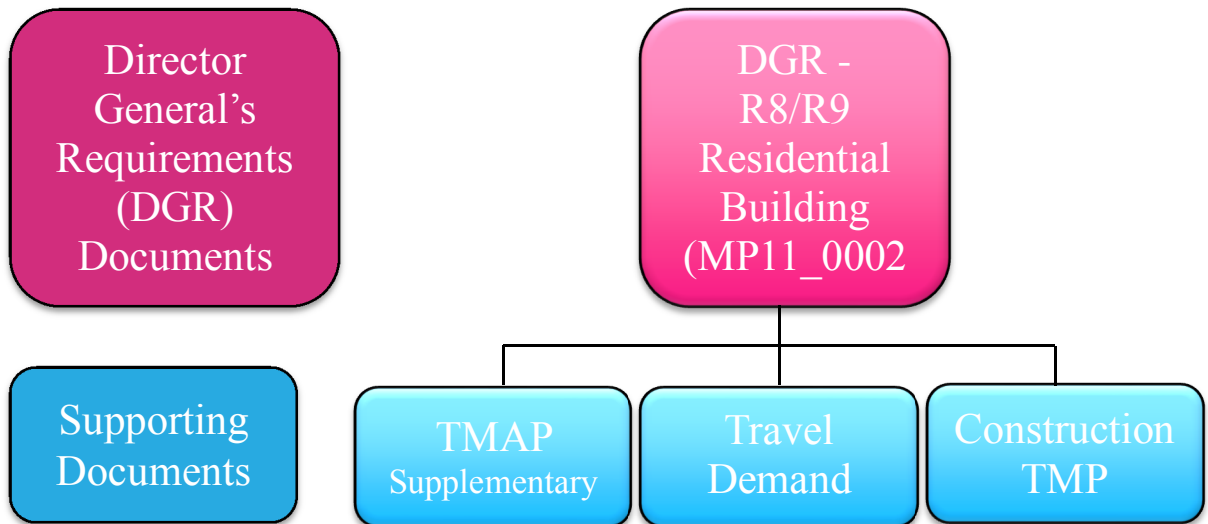 Director
General’s
Requirements
(DGR)
Documents
DGR -
R8/R9
Residential
Building
(MP11_0002
Supporting
Documents
TMAP
Supplementary
Travel
Demand
Construction
TMP